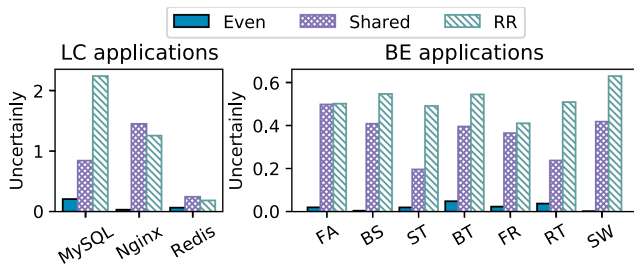 Even Shared RR
LC applications
Uncertainly
2
1
0
MySQL Nginx Redis
BE applications
Uncertainly
0.6
0.4
0.2
0.0
FA BS ST BT FR RT SW